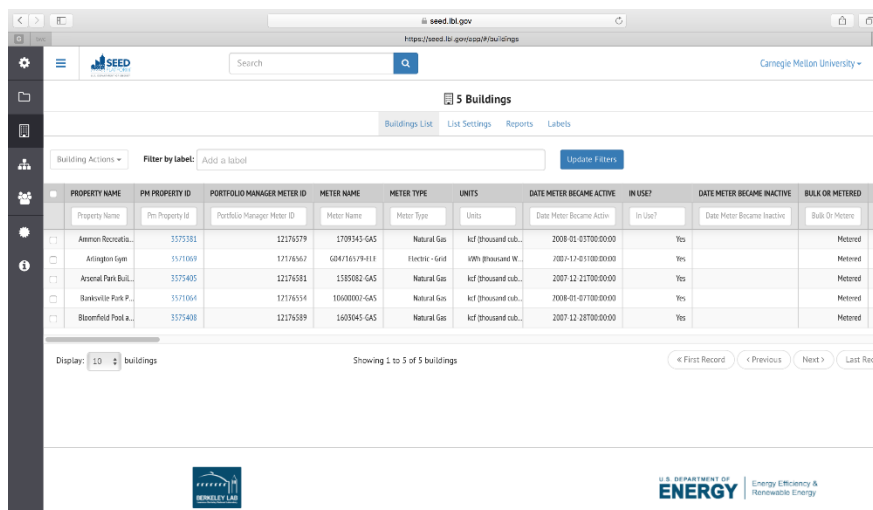 seed.lbl.gov
https://seed.lbl.gov/app/#/buildings
SEED
Search
Carnegie Mellon University
5 Buildings
Buildings List List Settings Reports Labels
Building Actions Filter by label: Add a label Update Filters
PROPERTY NAME PM PROPERTY ID PORTFOLIO MANAGER METER ID METER NAME METER TYPE UNITS DATE METER BECAME ACTIVE IN USE? DATE METER BECAME INACTIVE BULK OR METERED
Property Name Pm Property Id Portfolio Manager Meter ID Meter Name Meter Type Units Date Meter Became Activ In Use? Date Meter Became Inactive Bulk Or Metere
Ammon Recreatio... 3575381 12176579 1709345-GAS Natural Gas kcf (thousand cub... 2008-01-03T00:00:00 Yes Metered
Arlington Gym 3571069 12176567 G04716579-ELE Electric - Grid kWh (thousand W... 2007-12-03T00:00:00 Yes Metered
Arsenal Park Buil... 3575405 12176581 1585082-GAS Natural Gas kcf (thousand cub... 2007-12-21T00:00:00 Yes Metered
Banksville Park P... 3571064 12176554 10600002-GAS Natural Gas kcf (thousand cub... 2008-01-07T00:00:00 Yes Metered
Bloomfield Pool a... 3575408 12176589 1603045-GAS Natural Gas kcf (thousand cub... 2007-12-28T00:00:00 Yes Metered
Display: 10 buildings Showing 1 to 5 of 5 buildings « First Record < Previous Next > Last Rec
BERKELEY LAB
U.S. DEPARTMENT OF
ENERGY
Energy Efficiency &
Renewable Energy